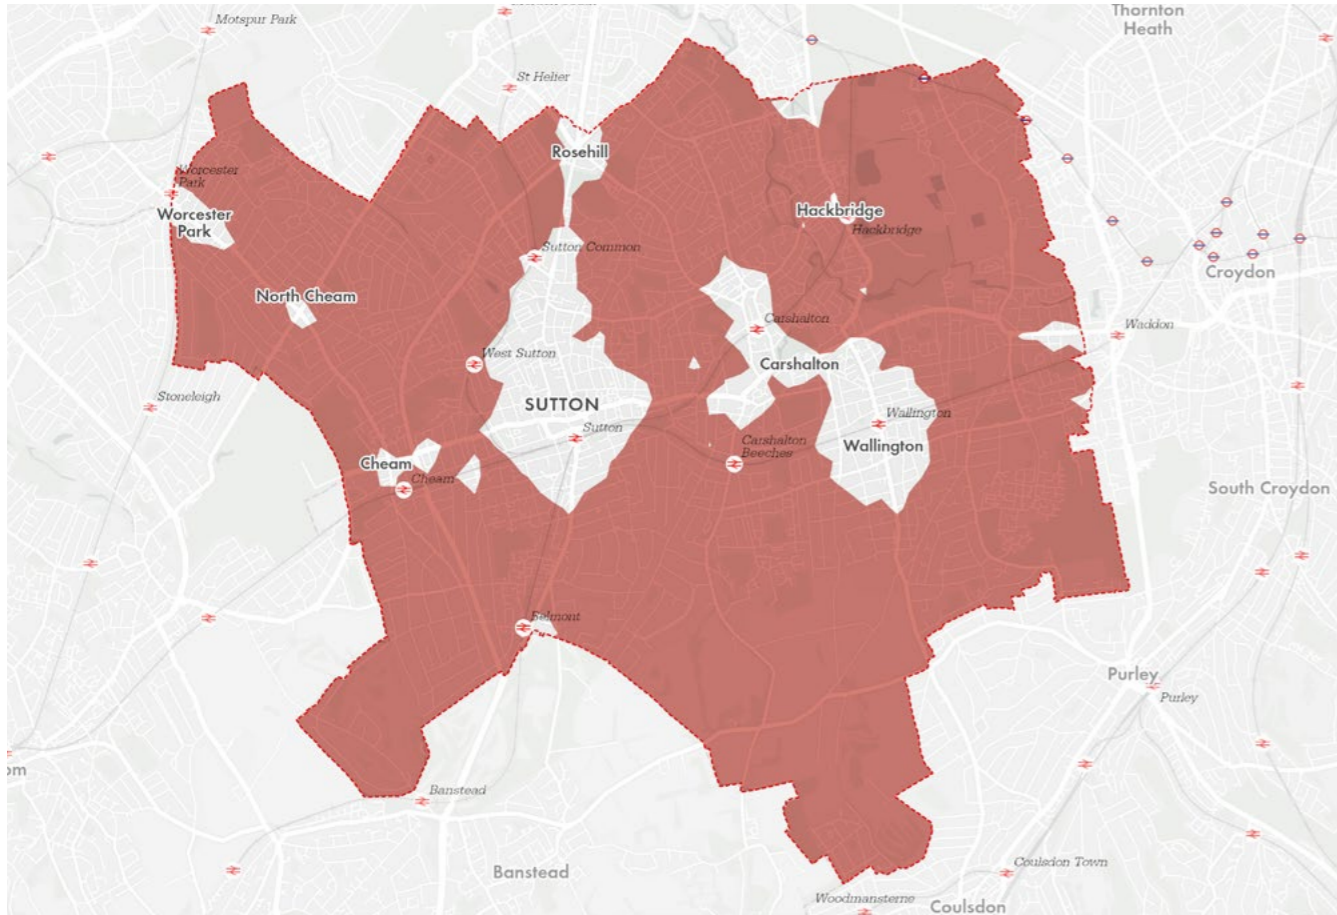 Thornton
Heath
Motspur Park
St Helier
Rosehill
Worcester
Park
Worcester
Park
Hackbridge
Hackbridge
Sutton Common
Croydon
North Cheam
Carshalton
Waddon
West Sutton
Carshalton
Stoneleigh
SUTTON
Wallington
Sutton
Carshalton
Beeches
Wallington
Cheam
Cheam
South Croydon
Belmont
Purley
Purley
om
Banstead
Banstead
Coulsdon Town
Woodmansterne
Coulsdon